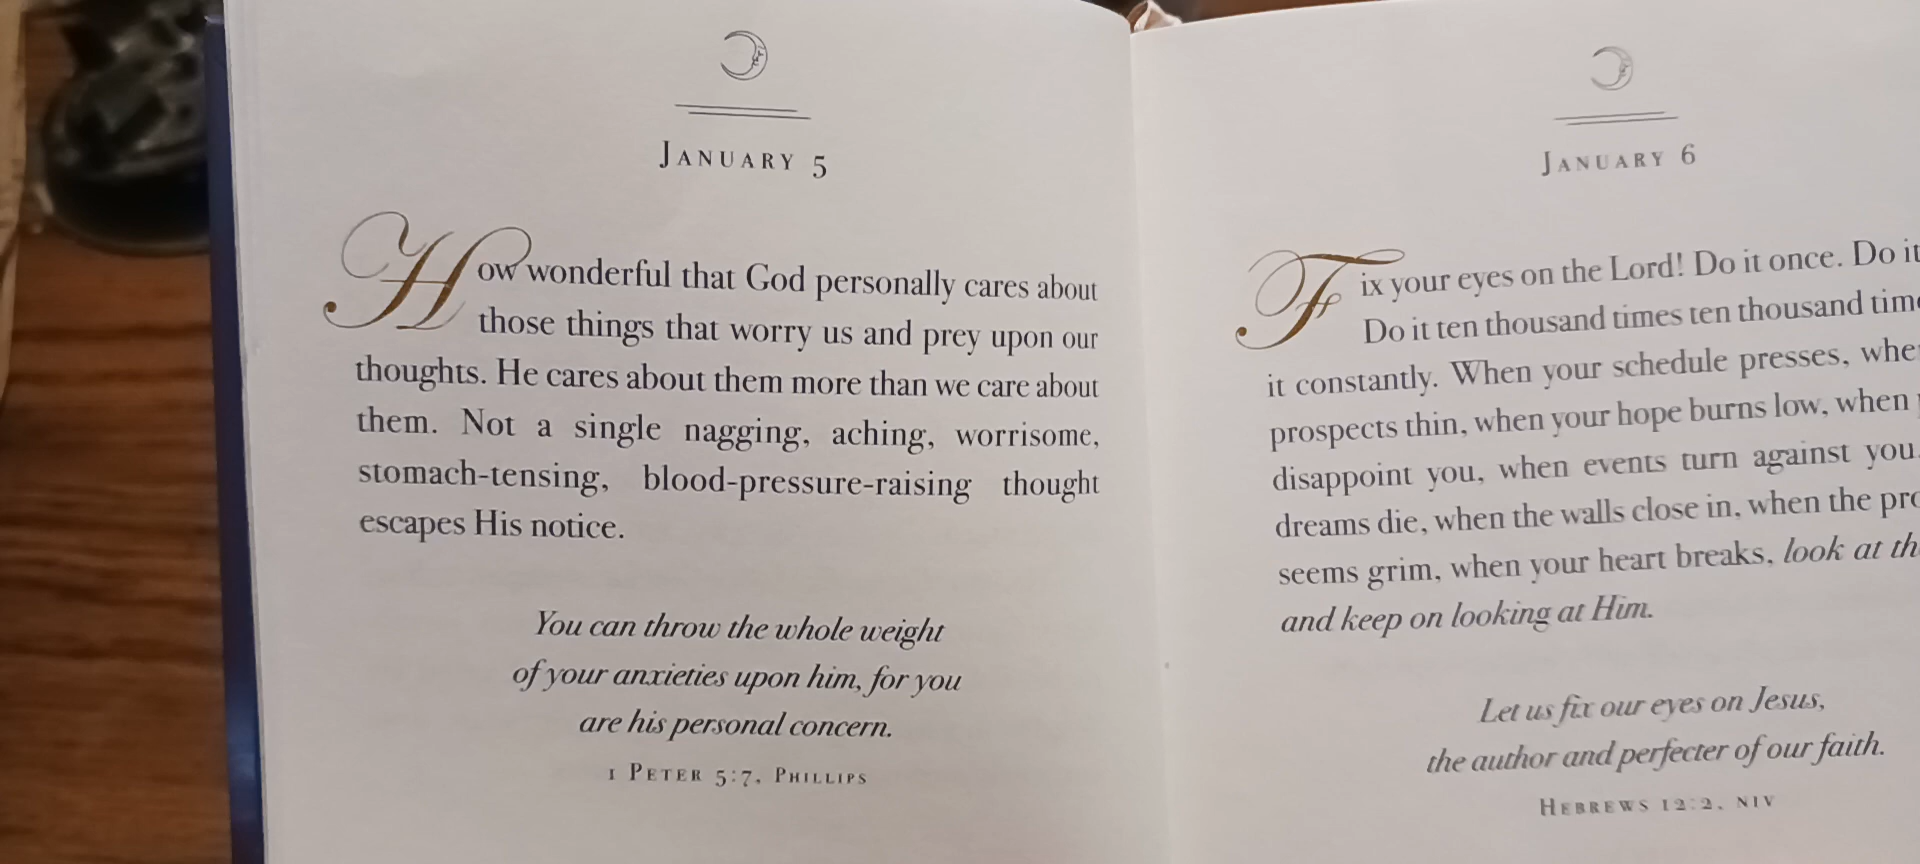 January 5
How wonderful that God personally cares about
those things that worry us and prey upon our
thoughts. He cares about them more than we care about
them. Not a single nagging, aching, worrisome,
stomach-tensing, blood-pressure-raising thought
escapes His notice.
You can throw the whole weight
of your anxieties upon him, for you
are his personal concern.
1 Peter 5:7, Phillips
January 6
Fix your eyes on the Lord! Do it once. Do it
Do it ten thousand times ten thousand
it constantly. When your schedule presses,
prospects thin, when your hope burns low, when
disappoint you, when events turn against you
dreams die, when the walls close in, when the
seems grim, when your heart breaks, look at
and keep on looking at Him.
Let us fix our eyes on Jesus,
the author and perfecter of our faith.
Hebrews 12:2, NIV